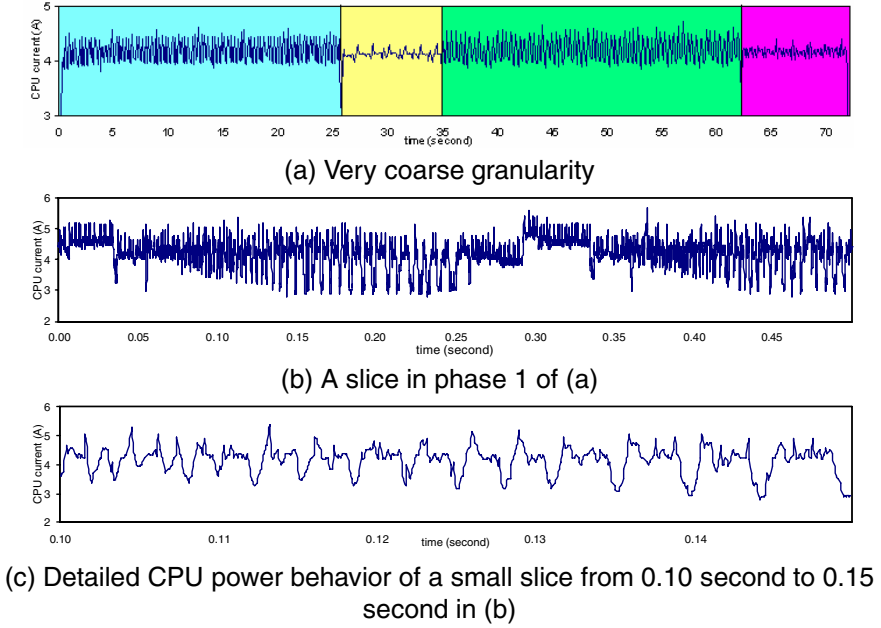 5
4
3
CPU current (A)
0 5 10 15 20 25 30 35 40 45 50 55 60 65 70
time (second)
(a) Very coarse granularity
6
5
4
3
2
CPU current (A)
0.00 0.05 0.10 0.15 0.20 0.25 0.30 0.35 0.40 0.45
time (second)
(b) A slice in phase 1 of (a)
6
5
4
3
2
CPU current (A)
0.10 0.11 0.12 0.13 0.14
time (second)
(c) Detailed CPU power behavior of a small slice from 0.10 second to 0.15
second in (b)